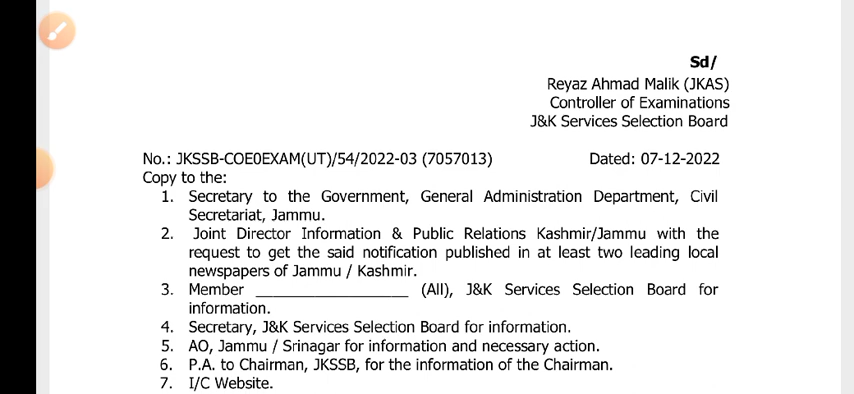 Sd/
Reyaz Ahmad Malik (JKAS)
Controller of Examinations
J&K Services Selection Board
No.: JKSSB-COE0EXAM(UT)/54/2022-03 (7057013) Dated: 07-12-2022
Copy to the:
1. Secretary to the Government, General Administration Department, Civil
Secretariat, Jammu.
2. Joint Director Information & Public Relations Kashmir/Jammu with the
request to get the said notification published in at least two leading local
newspapers of Jammu / Kashmir.
3. Member __________________ (All), J&K Services Selection Board for
information.
4. Secretary, J&K Services Selection Board for information.
5. AO, Jammu / Srinagar for information and necessary action.
6. P.A. to Chairman, JKSSB, for the information of the Chairman.
7. I/C Website.